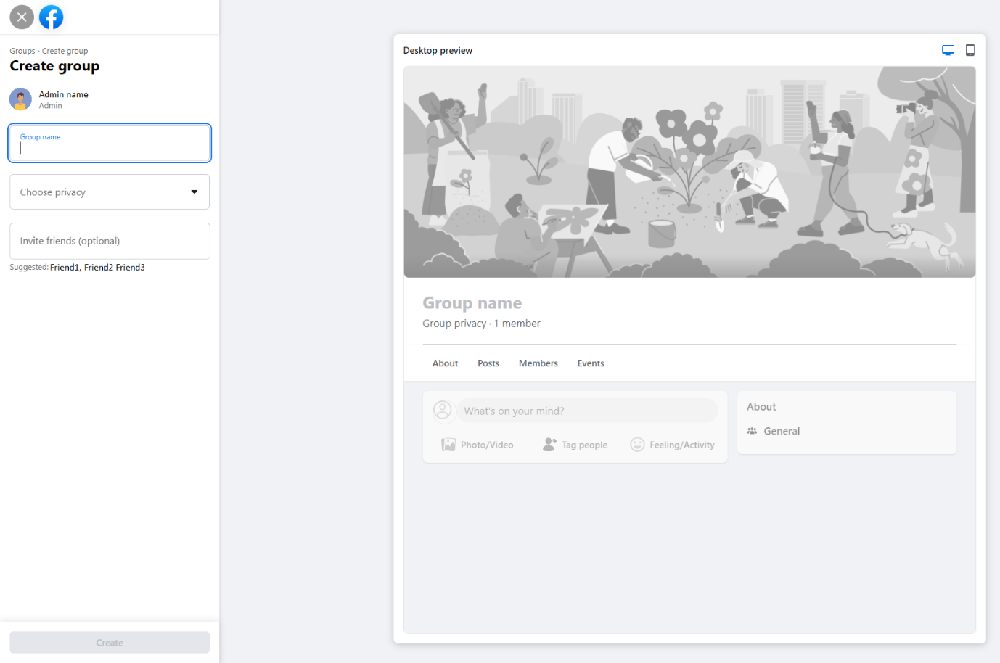 Groups › Create group
Create group
Admin name
Admin
Group name
Choose privacy
Invite friends (optional)
Suggested: Friend1, Friend2 Friend3
Create
Desktop preview
Group name
Group privacy · 1 member
About Posts Members Events
What's on your mind?
Photo/Video Tag people Feeling/Activity
About
General